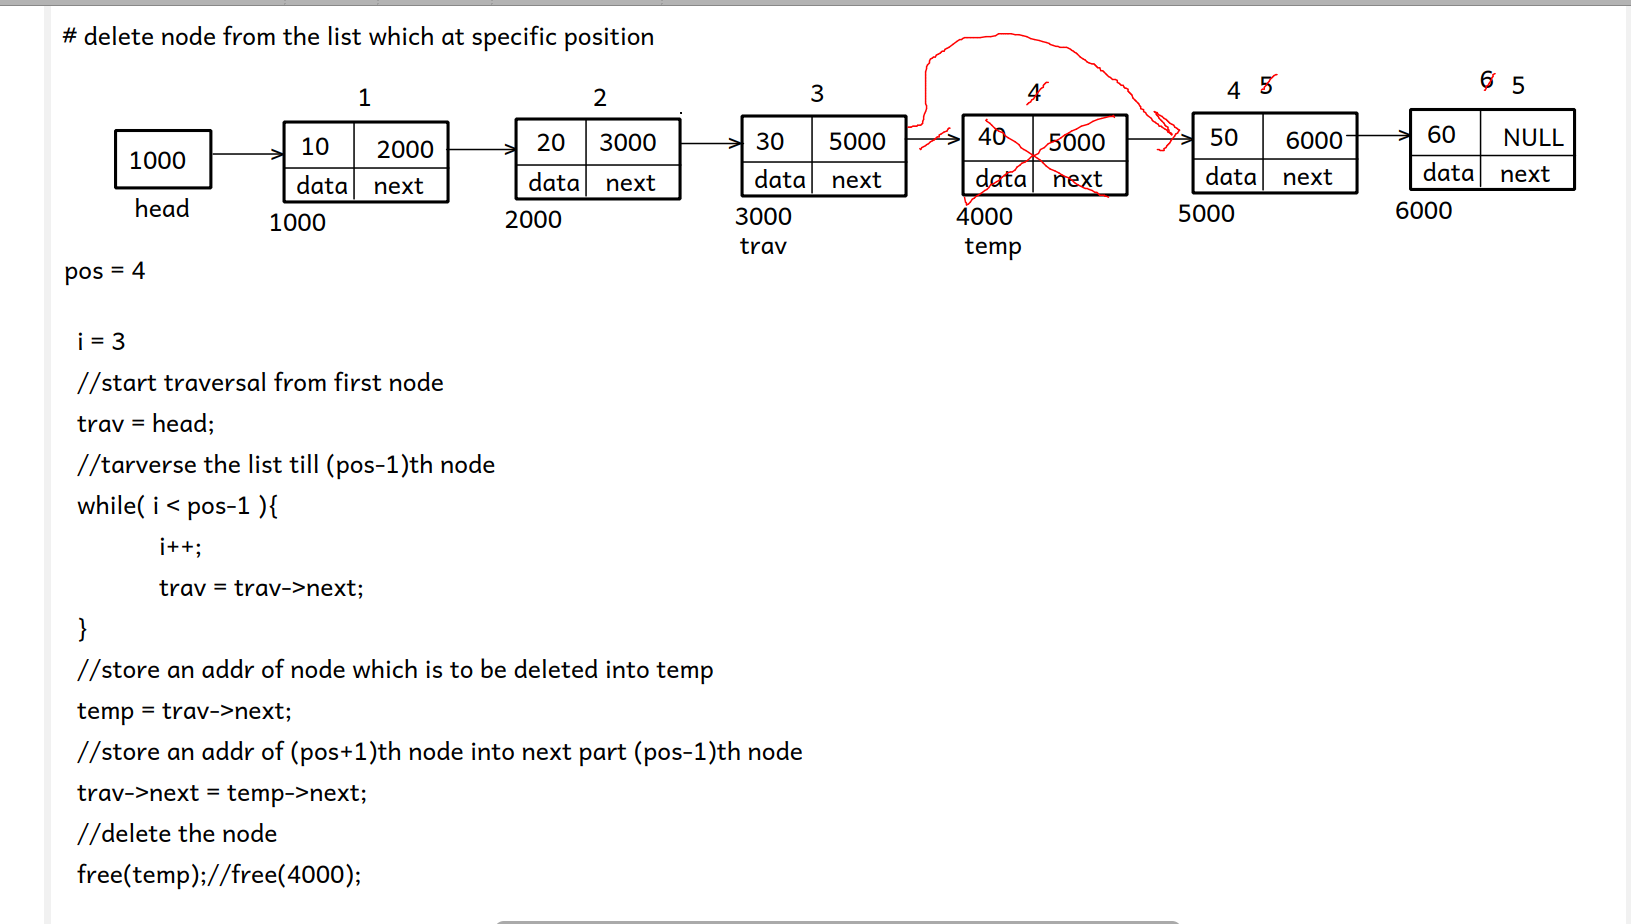 # delete node from the list which at specific position
1 2 3 4 4 5 6 5
1000 10 2000 20 3000 30 5000 40 5000 50 6000 60 NULL
data next data next data next data next data next data next
head 1000 2000 3000 4000 5000 6000
trav temp
pos = 4
i = 3
//start traversal from first node
trav = head;
//tarverse the list till (pos-1)th node
while( i < pos-1 ){
i++;
trav = trav->next;
}
//store an addr of node which is to be deleted into temp
temp = trav->next;
//store an addr of (pos+1)th node into next part (pos-1)th node
trav->next = temp->next;
//delete the node
free(temp);//free(4000);